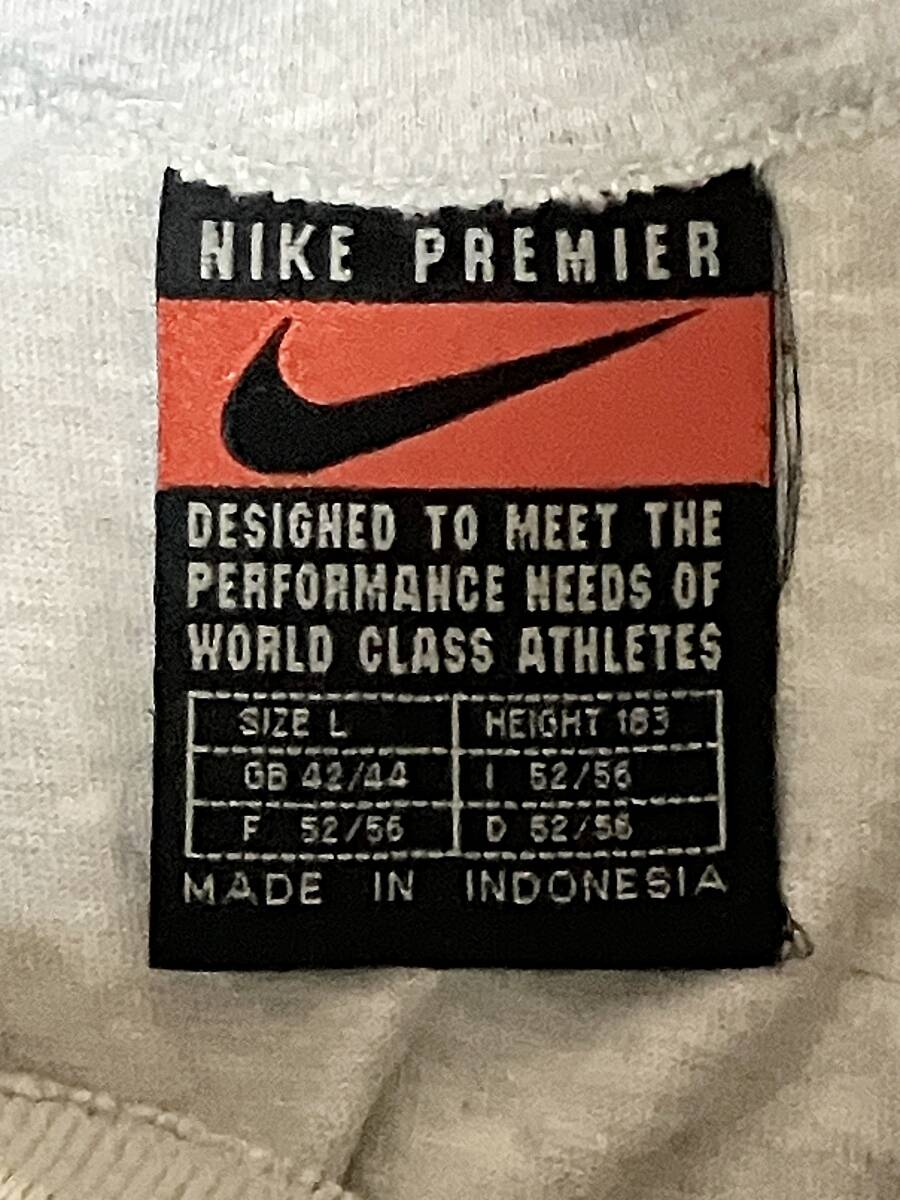 NIKE PREMIER
DESIGNED TO MEET THE
PERFORMANCE NEEDS OF
WORLD CLASS ATHLETES
SIZE L HEIGHT 183
GB 42/44 I 52/56
F 52/56 D 52/56
MADE IN INDONESIA